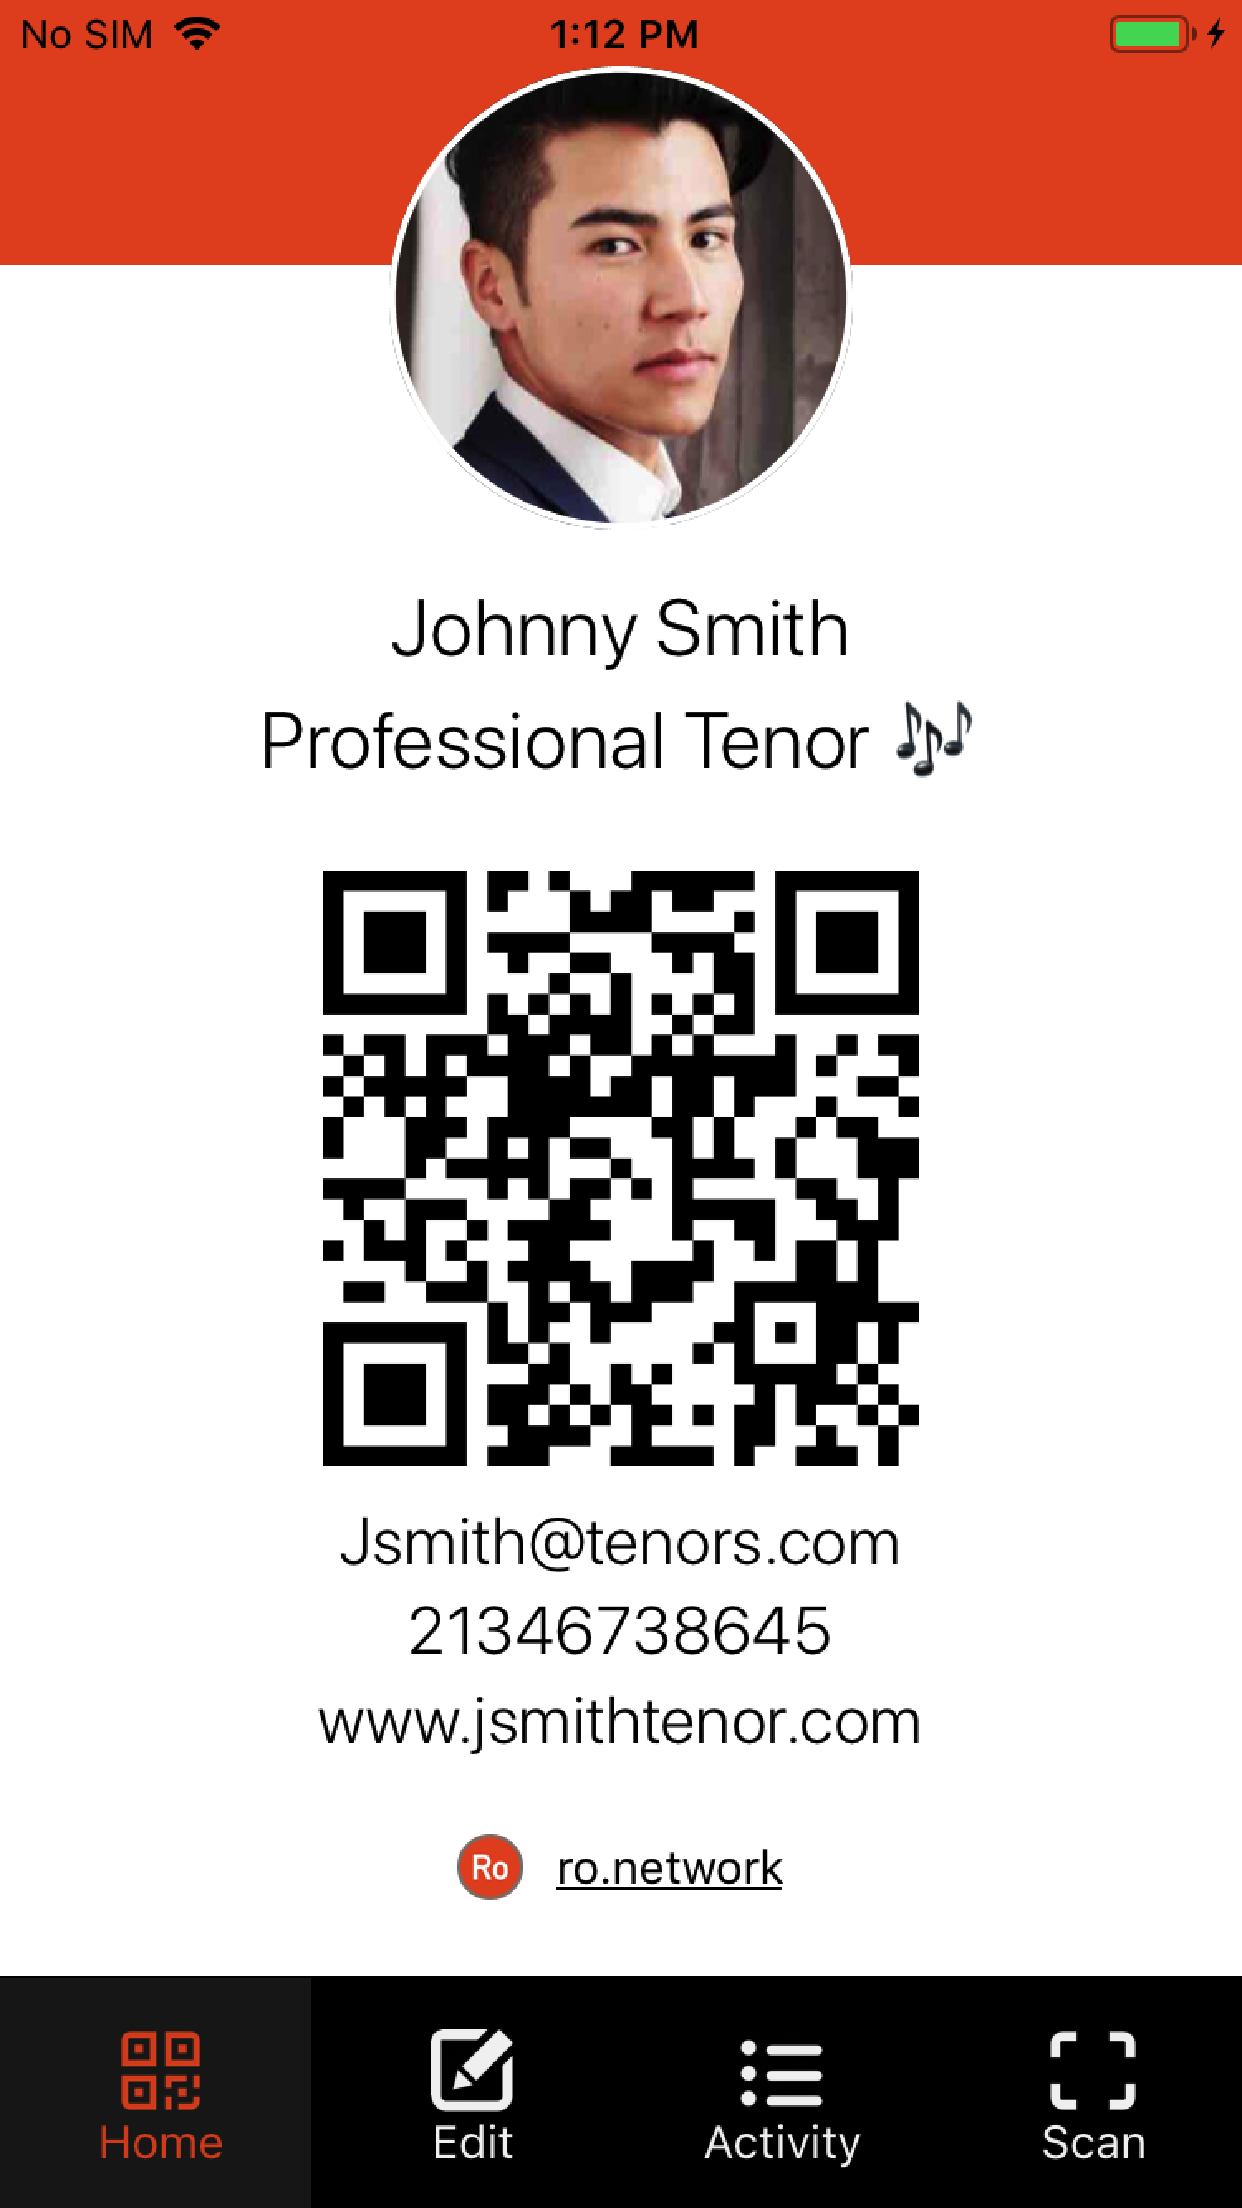 No SIM 1:12 PM
Johnny Smith
Professional Tenor 🎶
Jsmith@tenors.com
21346738645
www.jsmithtenor.com
Ro ro.network
Home Edit Activity Scan